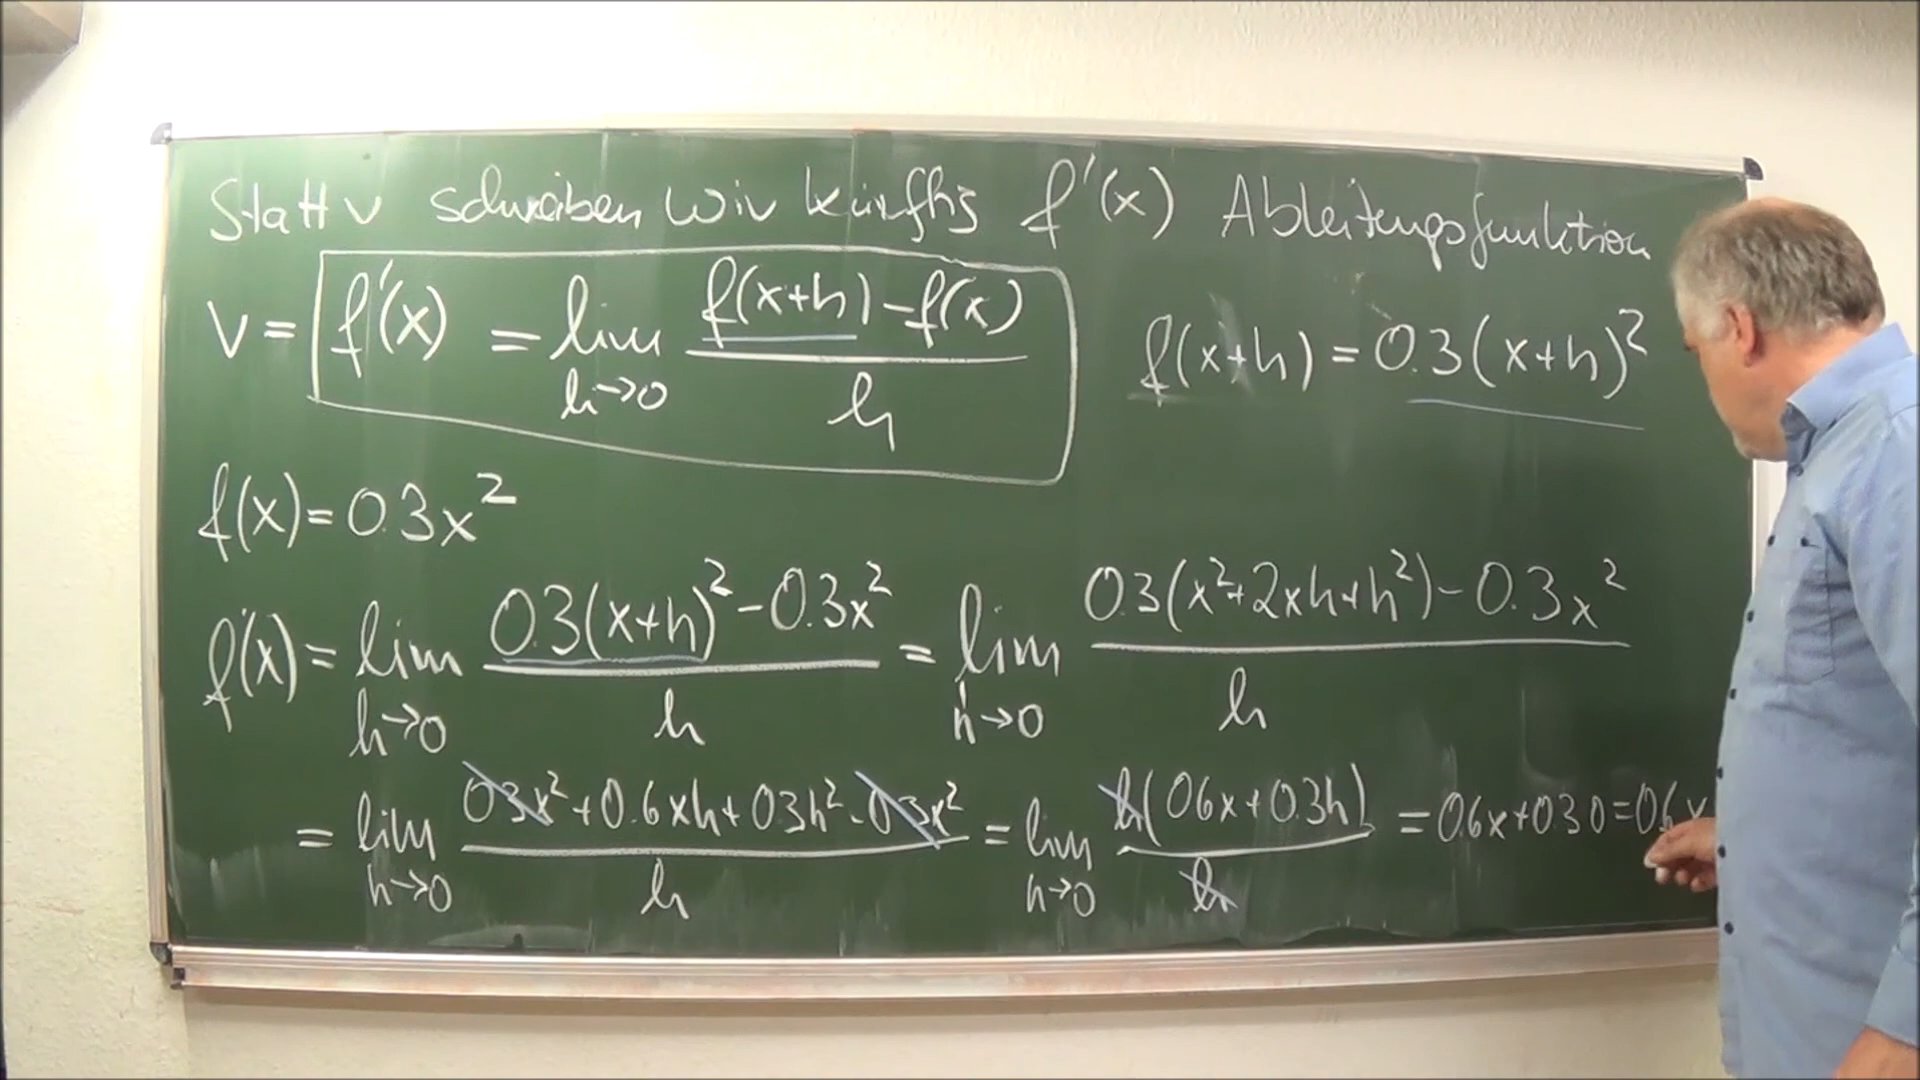 Statt v schreiben wir künftig f'(x) Ableitungsfunktion
v = f'(x) = lim h→0 (f(x+h) - f(x)) / h
f(x+h) = 0.3(x+h)²
f(x) = 0.3x²
f'(x) = lim h→0 (0.3(x+h)² - 0.3x²) / h = lim h→0 (0.3(x²+2xh+h²) - 0.3x²) / h
= lim h→0 (0.3x² + 0.6xh + 0.3h² - 0.3x²) / h = lim h→0 h(0.6x + 0.3h) / h = 0.6x + 0.3·0 = 0.6x